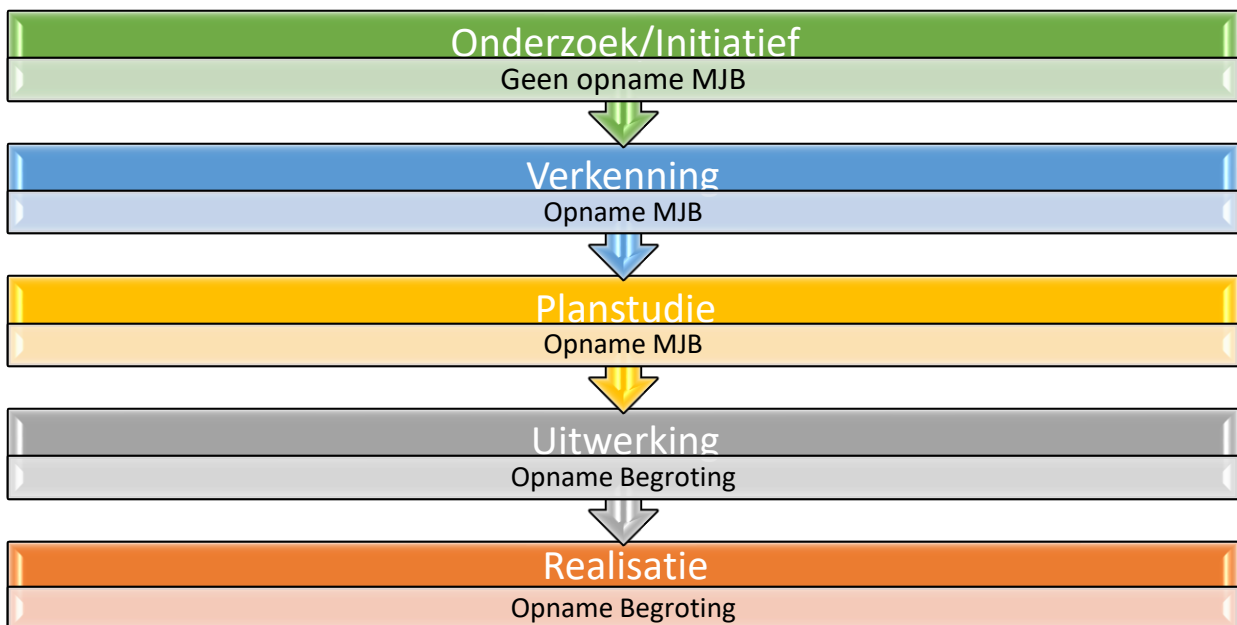 Onderzoek/Initiatief
Geen opname MJB
Verkenning
Opname MJB
Planstudie
Opname MJB
Uitwerking
Opname Begroting
Realisatie
Opname Begroting